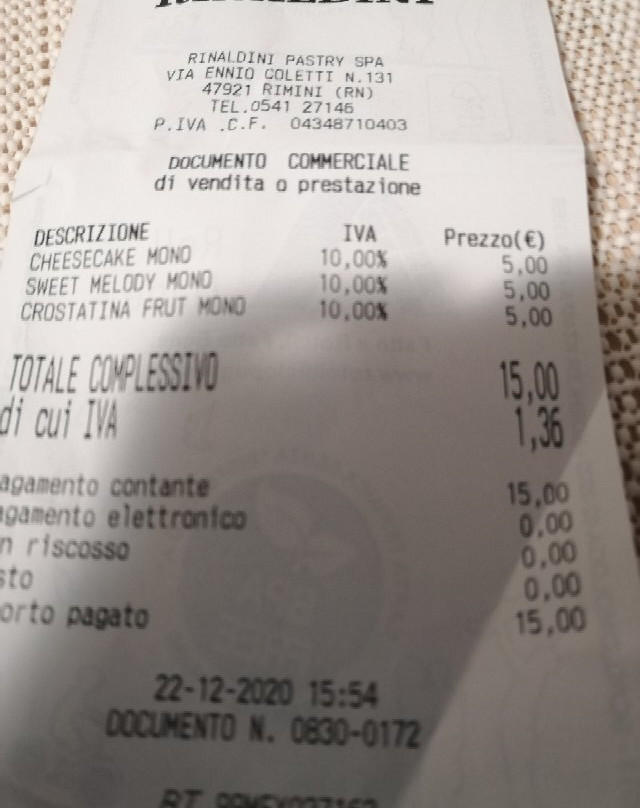 RINALDINI
RINALDINI PASTRY SPA
VIA ENNIO COLETTI N.131
47921 RIMINI (RN)
TEL.0541 27146
P.IVA .C.F. 04348710403
DOCUMENTO COMMERCIALE
di vendita o prestazione
DESCRIZIONE IVA Prezzo(€)
CHEESECAKE MONO 10,00% 5,00
SWEET MELODY MONO 10,00% 5,00
CROSTATINA FRUT MONO 10,00% 5,00
TOTALE COMPLESSIVO 15,00
di cui IVA 1,36
agamento contante 15,00
agamento elettronico 0,00
n riscosso 0,00
sto 0,00
orto pagato 15,00
22-12-2020 15:54
DOCUMENTO N. 0830-0172
RT